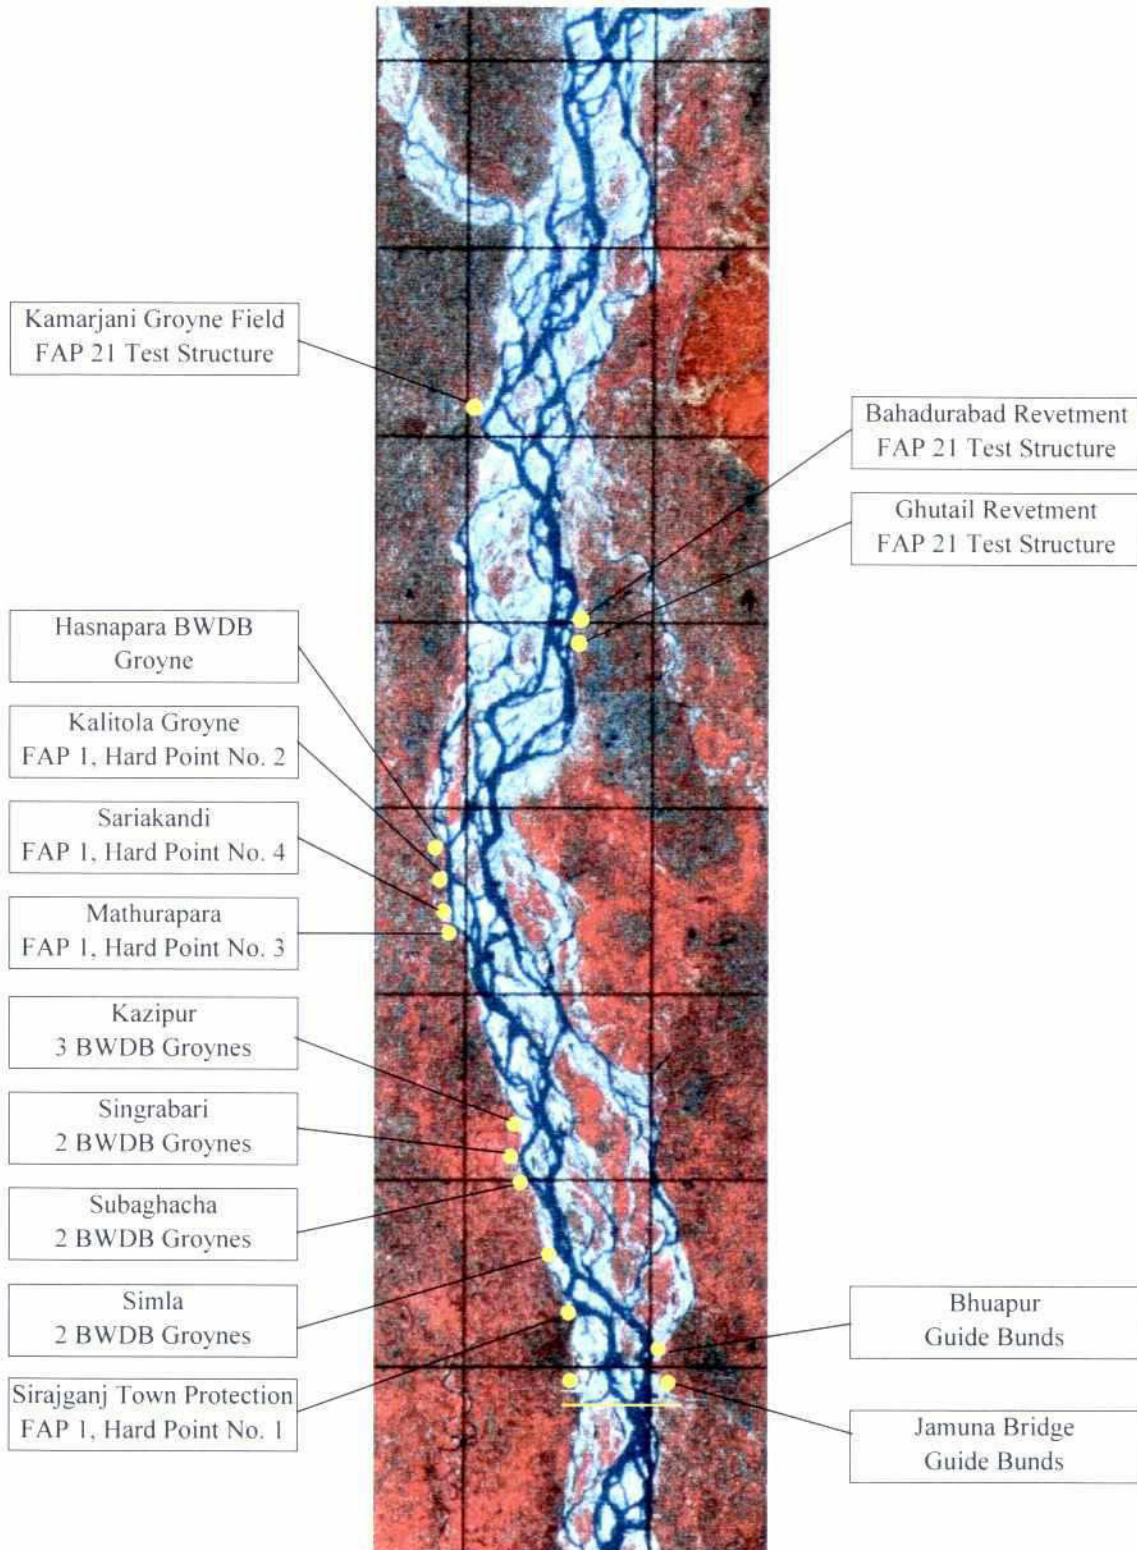 Kamarjani Groyne Field
FAP 21 Test Structure
Bahadurabad Revetment
FAP 21 Test Structure
Ghutail Revetment
FAP 21 Test Structure
Hasnapara BWDB
Groyne
Kalitola Groyne
FAP 1, Hard Point No. 2
Sariakandi
FAP 1, Hard Point No. 4
Mathurapara
FAP 1, Hard Point No. 3
Kazipur
3 BWDB Groynes
Singrabari
2 BWDB Groynes
Subaghacha
2 BWDB Groynes
Simla
2 BWDB Groynes
Sirajganj Town Protection
FAP 1, Hard Point No. 1
Bhuapur
Guide Bunds
Jamuna Bridge
Guide Bunds